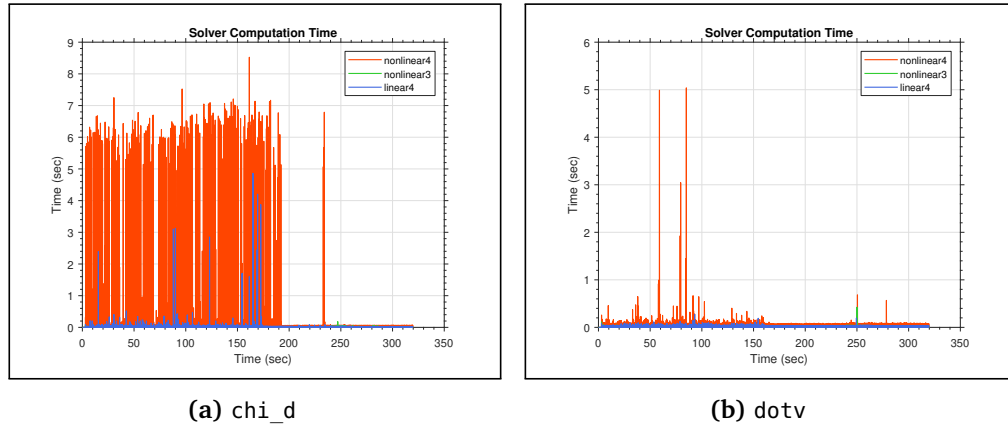 Solver Computation Time
9
8
7
6
5
4
3
2
1
0
Time (sec)
nonlinear4
nonlinear3
linear4
0 50 100 150 200 250 300 350
Time (sec)
(a) chi_d
Solver Computation Time
6
5
4
3
2
1
0
Time (sec)
nonlinear4
nonlinear3
linear4
0 50 100 150 200 250 300 350
Time (sec)
(b) dotv